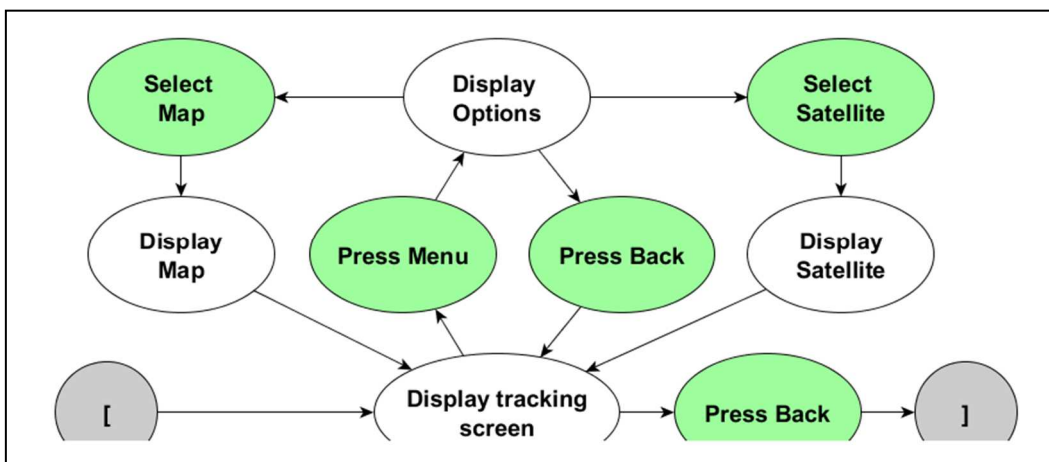 Select
Map
Display
Options
Select
Satellite
Display
Map
Press Menu
Press Back
Display
Satellite
[
Display tracking
screen
Press Back
]